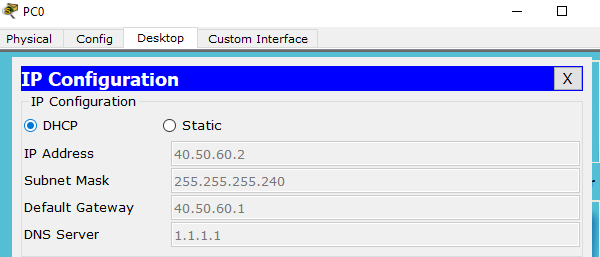 PC0
Physical Config Desktop Custom Interface
IP Configuration X
IP Configuration
DHCP Static
IP Address 40.50.60.2
Subnet Mask 255.255.255.240
Default Gateway 40.50.60.1
DNS Server 1.1.1.1